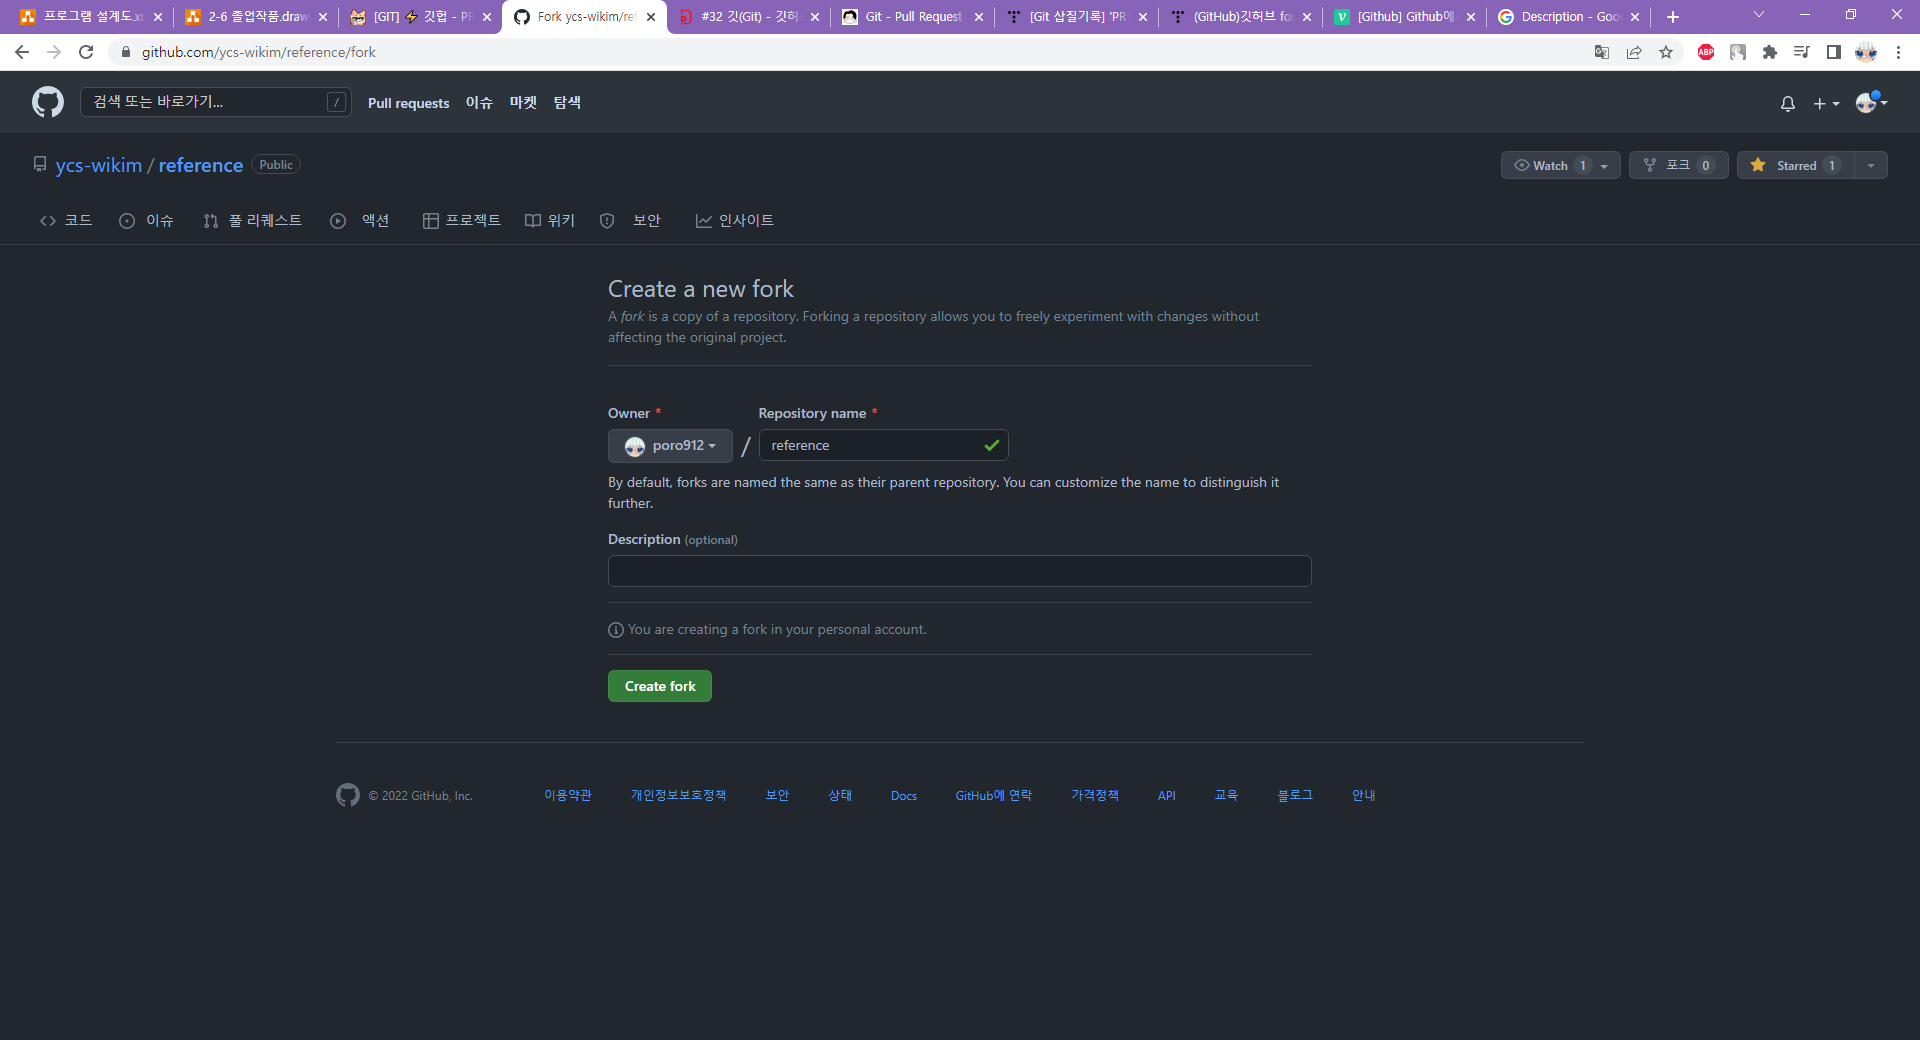 프로그램 설계도.xr
2-6 졸업작품.draw
[GIT] ⚡ 깃헙 - PR
Fork ycs-wikim/ref
#32 깃(Git) - 깃허
Git - Pull Request
[Git 삽질기록] 'PR
(GitHub)깃허브 for
[Github] Github에
Description - Goo
github.com/ycs-wikim/reference/fork
ABP
검색 또는 바로가기... /
Pull requests 이슈 마켓 탐색
ycs-wikim / reference Public
Watch 1 포크 0 Starred 1
코드 이슈 풀 리퀘스트 액션 프로젝트 위키 보안 인사이트
Create a new fork
A fork is a copy of a repository. Forking a repository allows you to freely experiment with changes without
affecting the original project.
Owner * Repository name *
poro912 / reference
By default, forks are named the same as their parent repository. You can customize the name to distinguish it
further.
Description (optional)
You are creating a fork in your personal account.
Create fork
© 2022 GitHub, Inc. 이용약관 개인정보보호정책 보안 상태 Docs GitHub에 연락 가격정책 API 교육 블로그 안내